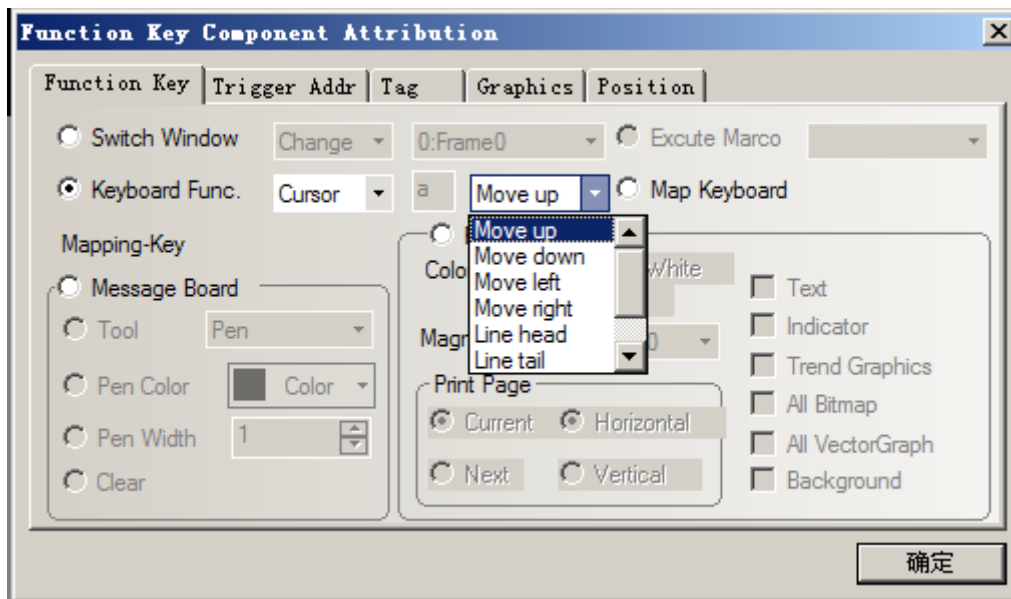 Function Key Component Attribution
Function Key Trigger Addr Tag Graphics Position
Switch Window Change 0:Frame0 Excute Marco
Keyboard Func. Cursor a Move up Map Keyboard
Move up
Move down
Move left
Move right
Line head
Line tail
Mapping-Key
Message Board
Tool Pen
Pen Color Color
Pen Width 1
Clear
White
Print Page
Current Horizontal
Next Vertical
Text
Indicator
Trend Graphics
All Bitmap
All VectorGraph
Background
确定